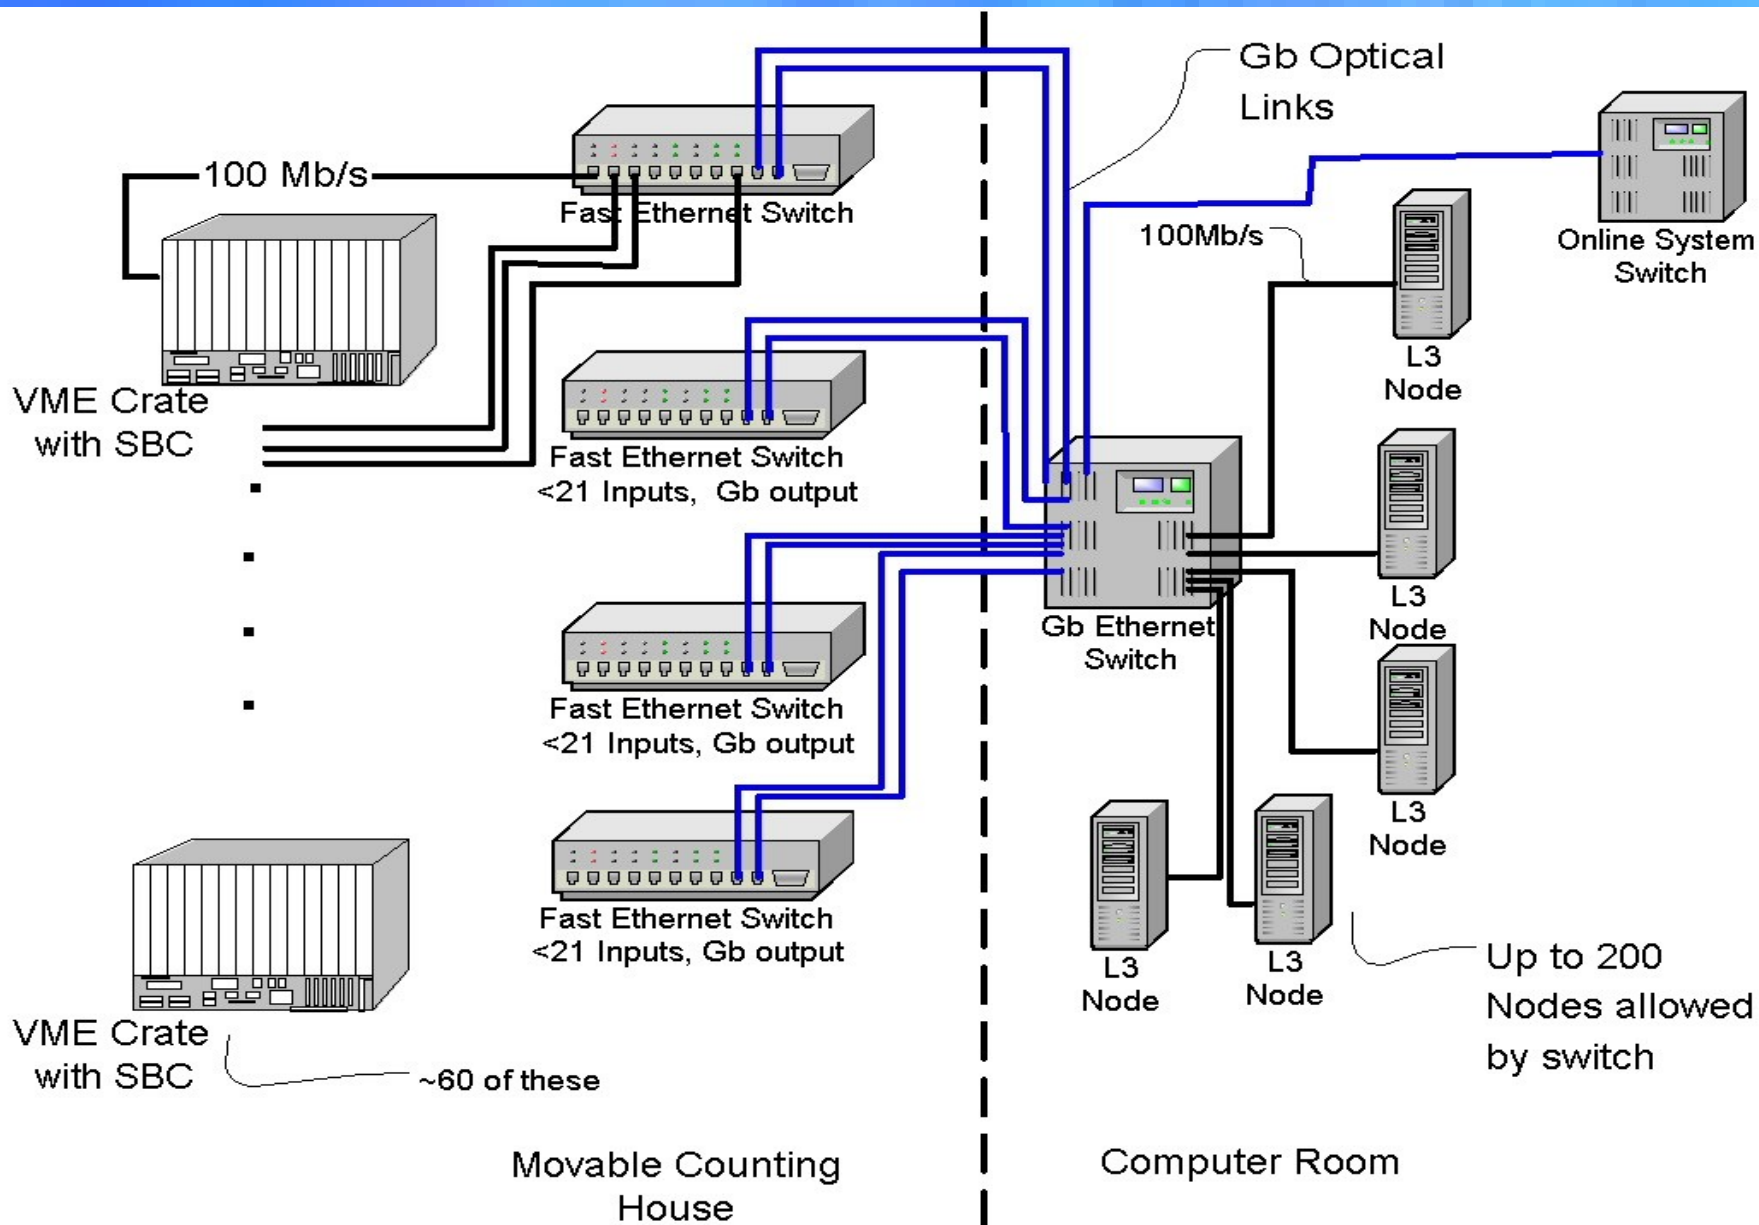 Gb Optical
Links
100 Mb/s
Fast Ethernet Switch
100Mb/s
Online System
Switch
L3
Node
VME Crate
with SBC
Fast Ethernet Switch
<21 Inputs, Gb output
L3
Node
Gb Ethernet
Switch
Fast Ethernet Switch
<21 Inputs, Gb output
L3
Node
Fast Ethernet Switch
<21 Inputs, Gb output
L3
Node
L3
Node
Up to 200
Nodes allowed
by switch
VME Crate
with SBC
~60 of these
Movable Counting
House
Computer Room